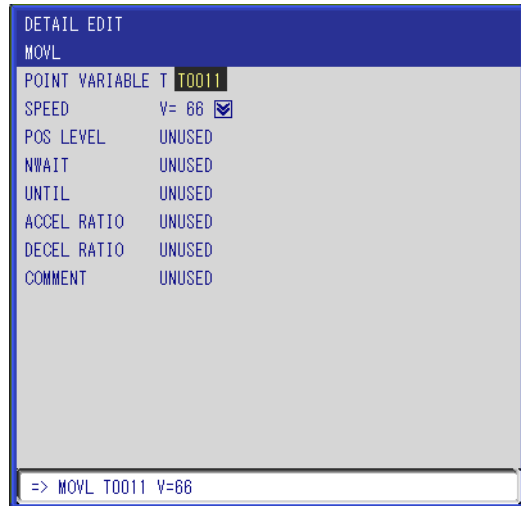 DETAIL EDIT
MOVL
POINT VARIABLE T T0011
SPEED V= 66
POS LEVEL UNUSED
NWAIT UNUSED
UNTIL UNUSED
ACCEL RATIO UNUSED
DECEL RATIO UNUSED
COMMENT UNUSED
=> MOVL T0011 V=66